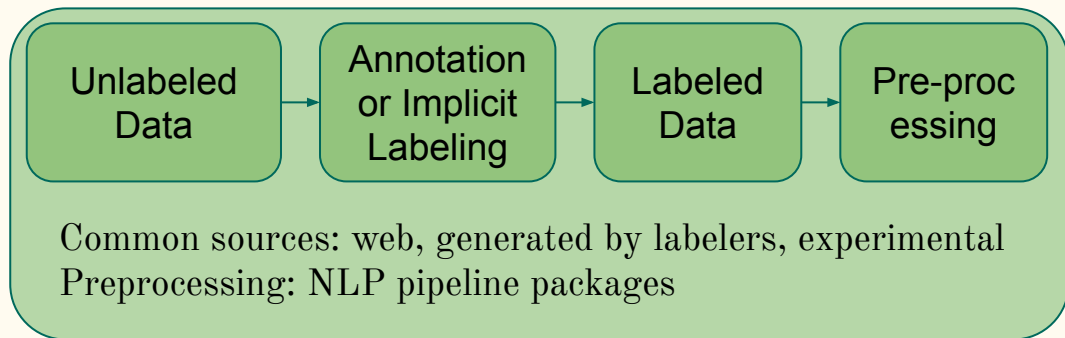 Unlabeled
Data
Annotation
or Implicit
Labeling
Labeled
Data
Pre-proc
essing
Common sources: web, generated by labelers, experimental
Preprocessing: NLP pipeline packages